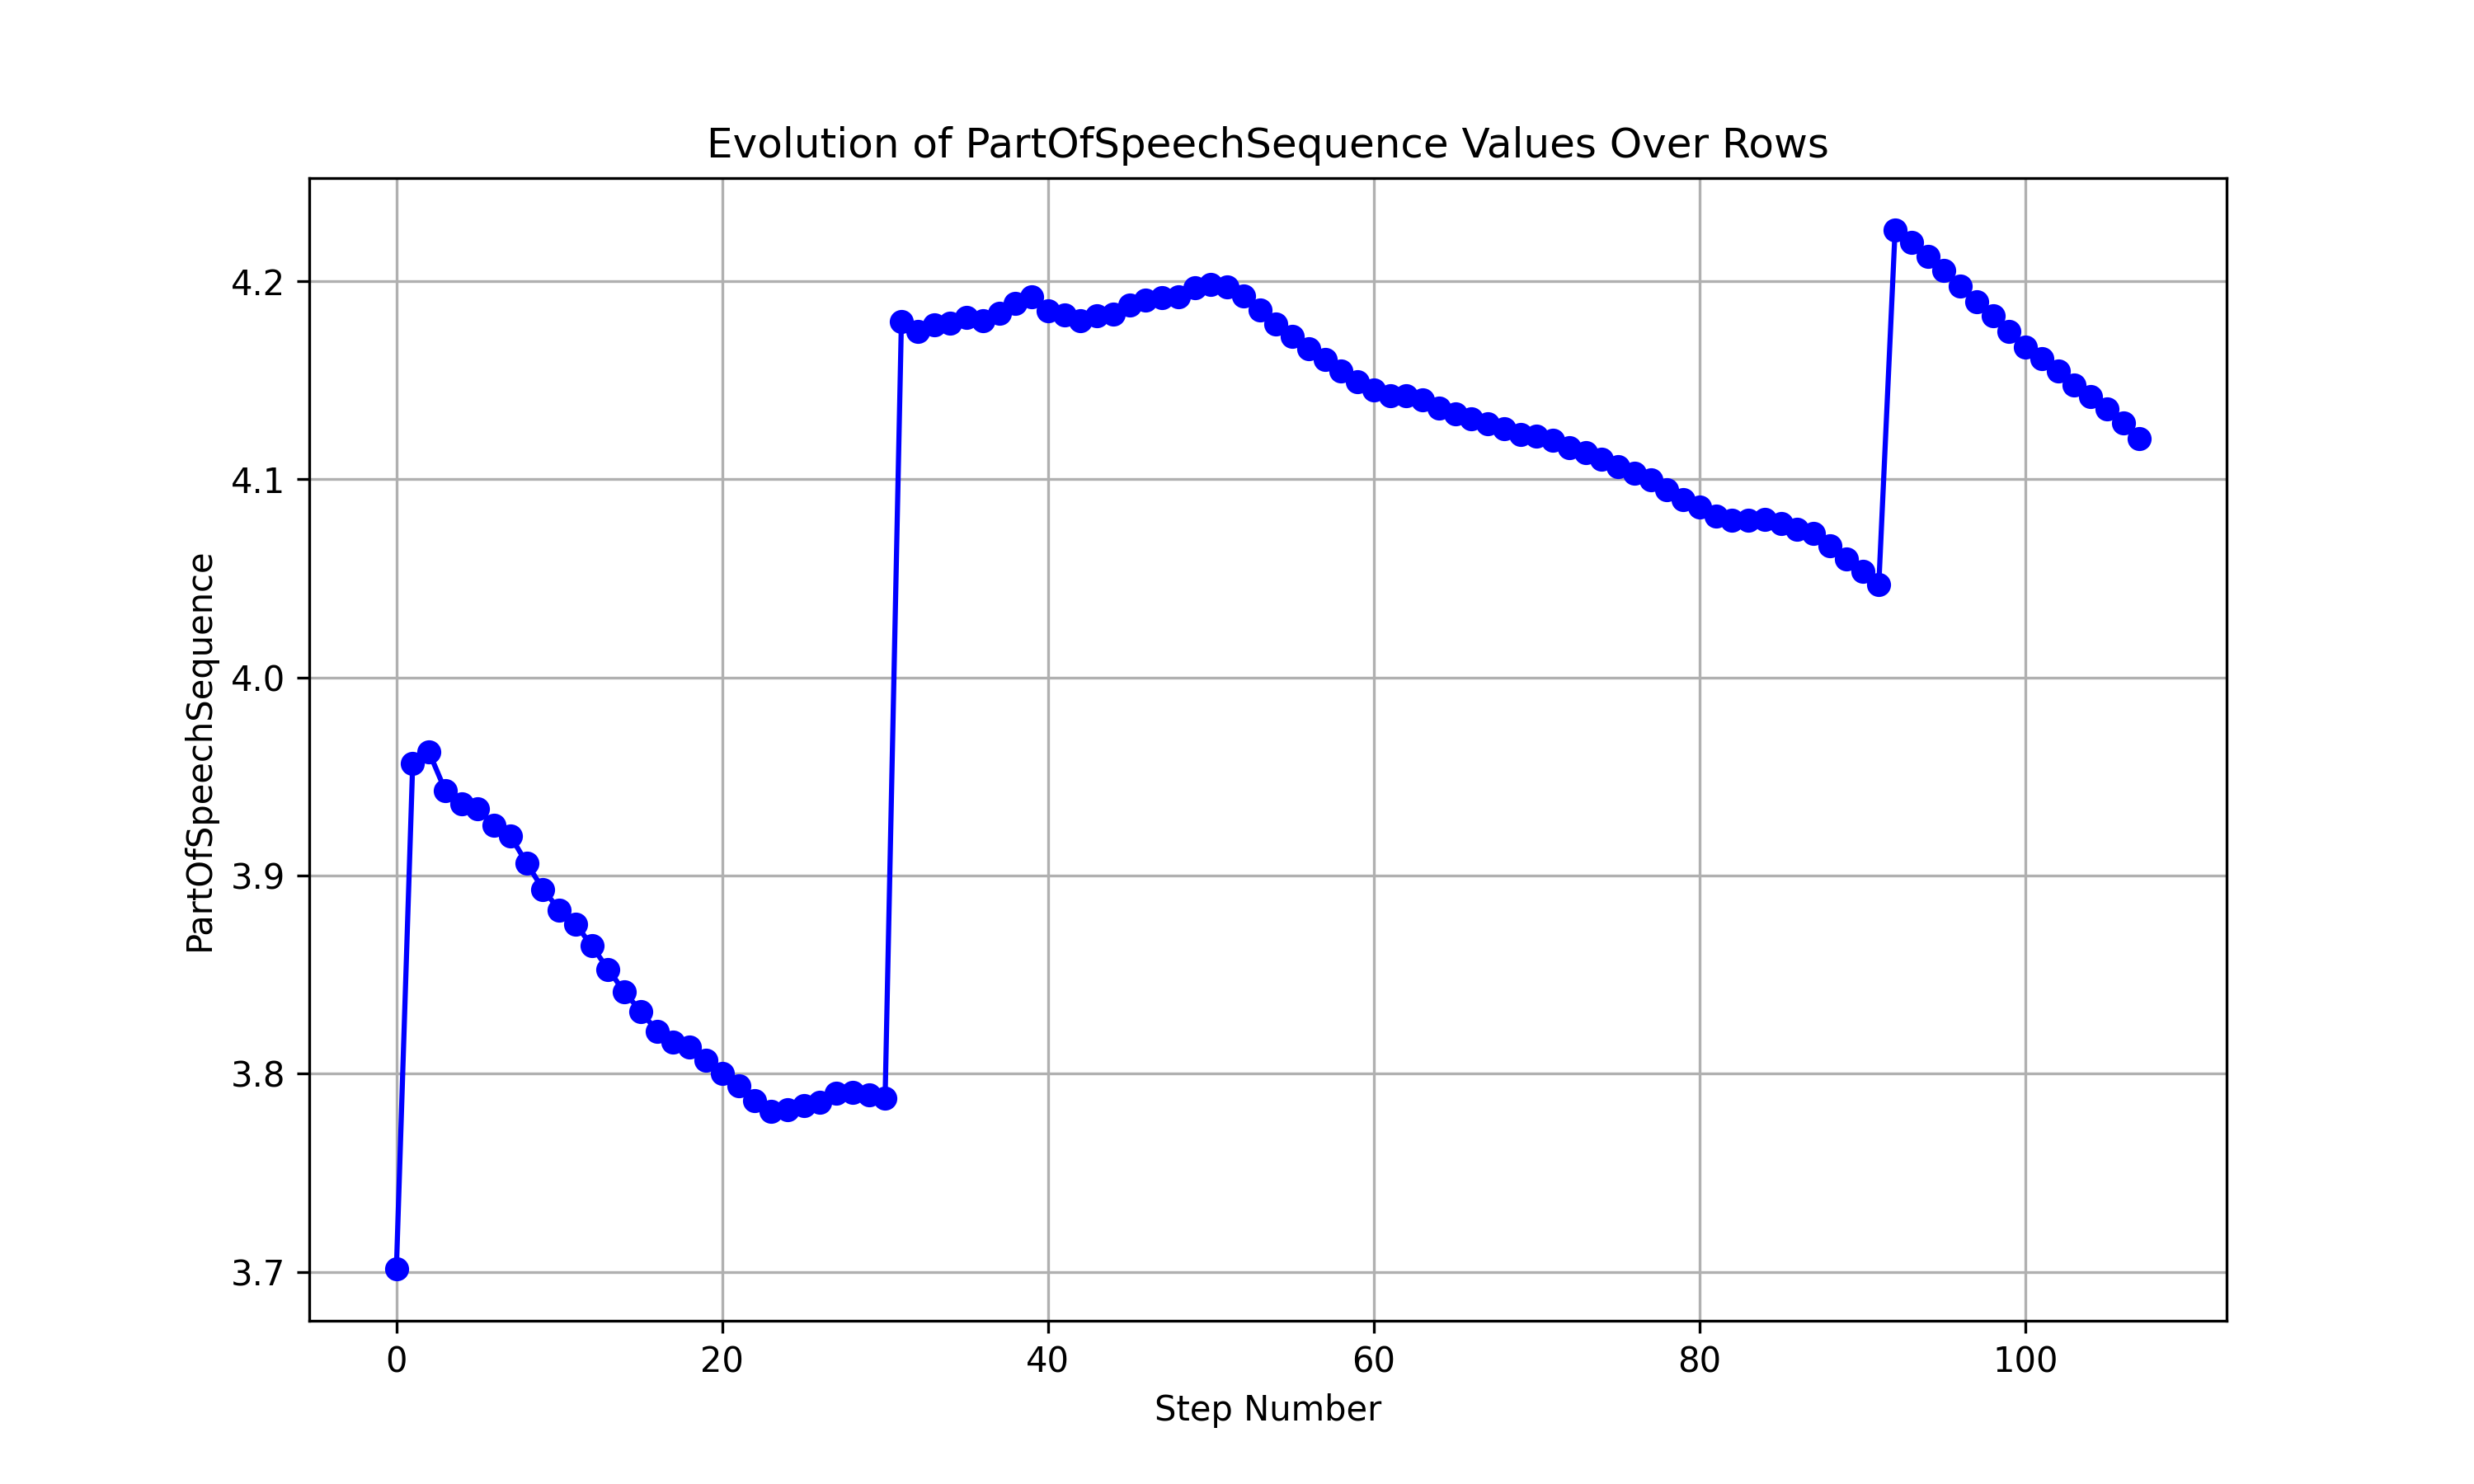 Evolution of PartOfSpeechSequence Values Over Rows
PartOfSpeechSequence
4.2
4.1
4.0
3.9
3.8
3.7
0 20 40 60 80 100
Step Number